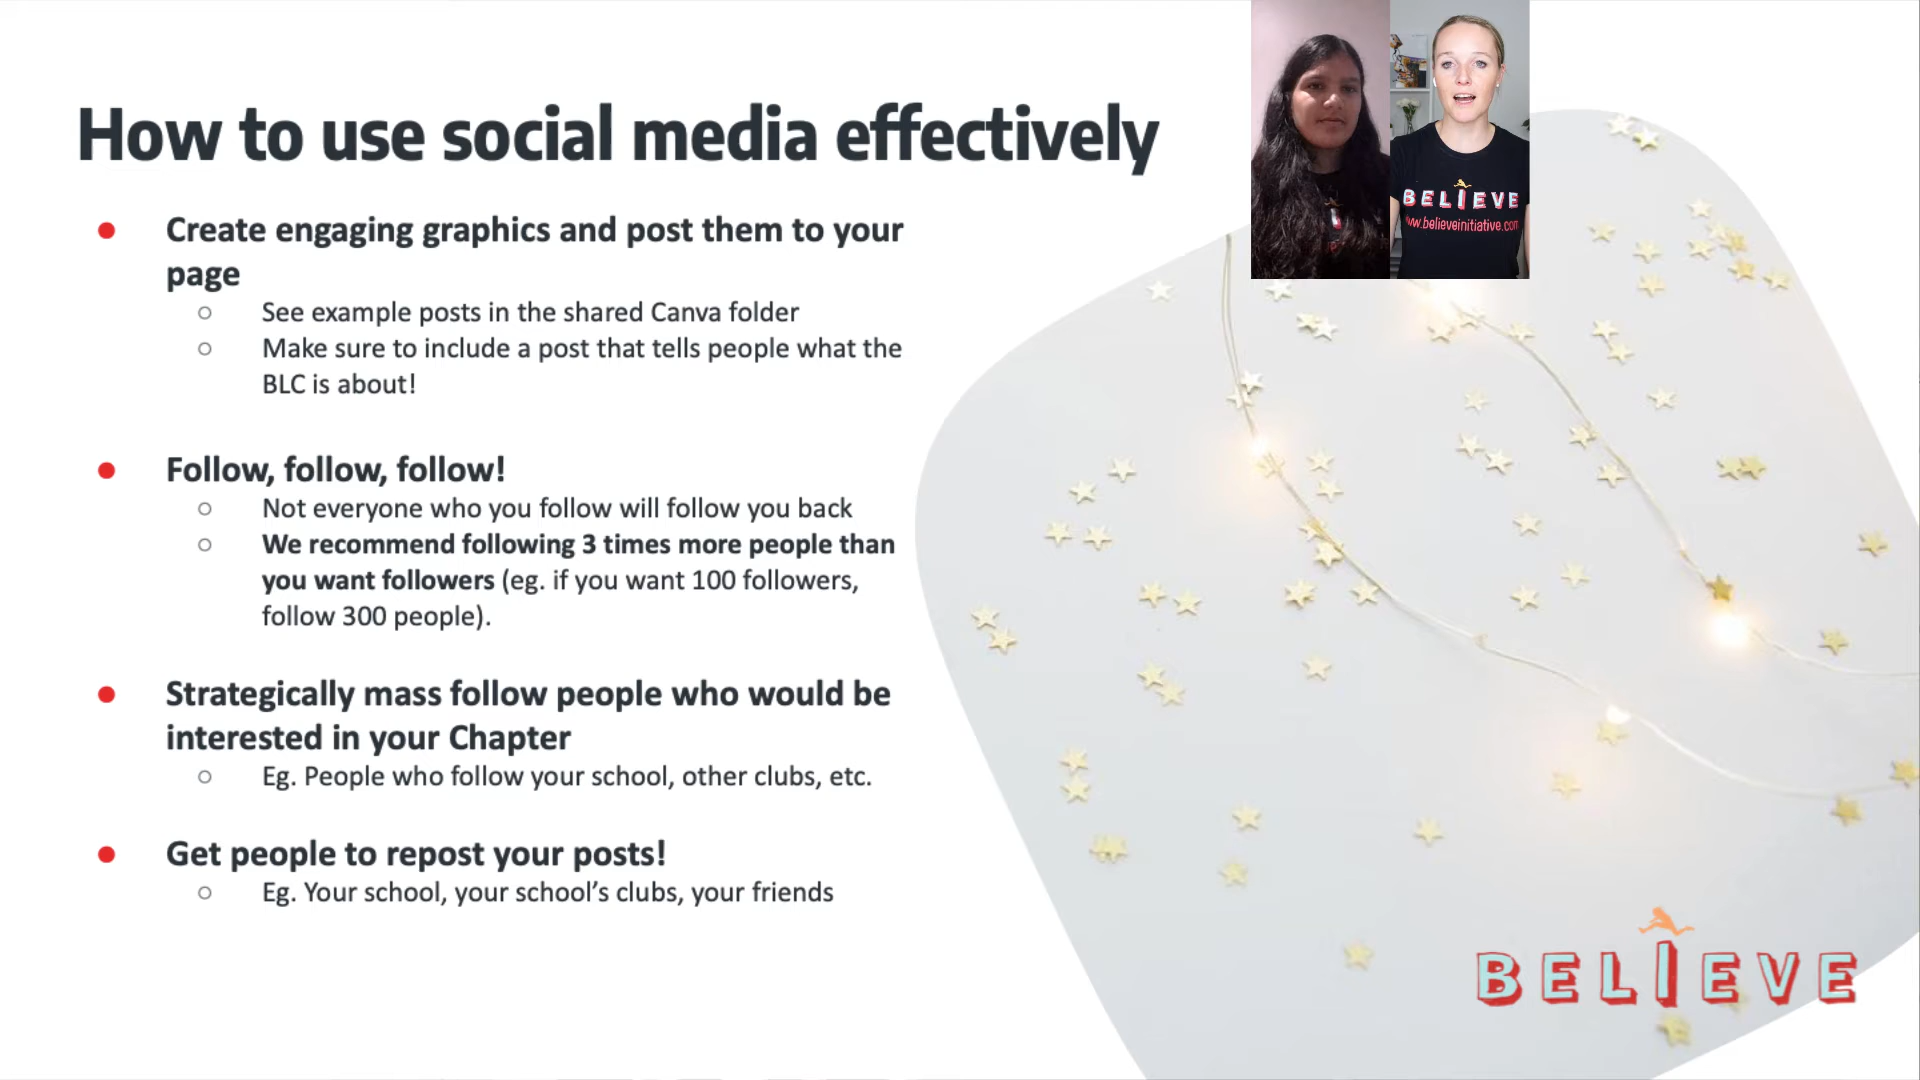 How to use social media effectively
● Create engaging graphics and post them to your
page
○ See example posts in the shared Canva folder
○ Make sure to include a post that tells people what the
BLC is about!
● Follow, follow, follow!
○ Not everyone who you follow will follow you back
○ We recommend following 3 times more people than
you want followers (eg. if you want 100 followers,
follow 300 people).
● Strategically mass follow people who would be
interested in your Chapter
○ Eg. People who follow your school, other clubs, etc.
● Get people to repost your posts!
○ Eg. Your school, your school’s clubs, your friends
BELIEVE
www.believeinitiative.com
BELIEVE